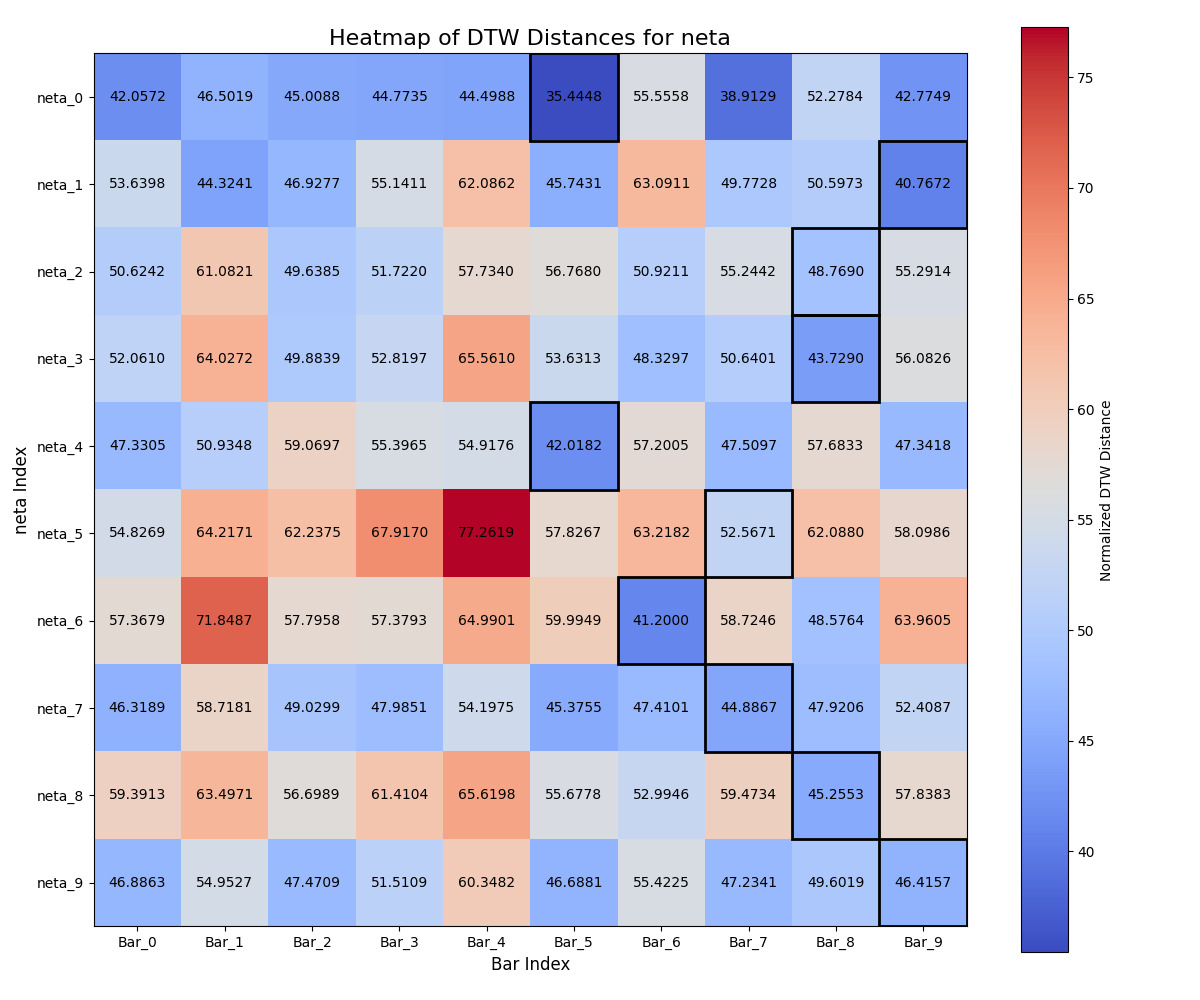 Heatmap of DTW Distances for neta
neta_0 42.0572 46.5019 45.0088 44.7735 44.4988 35.4448 55.5558 38.9129 52.2784 42.7749
neta_1 53.6398 44.3241 46.9277 55.1411 62.0862 45.7431 63.0911 49.7728 50.5973 40.7672
neta_2 50.6242 61.0821 49.6385 51.7220 57.7340 56.7680 50.9211 55.2442 48.7690 55.2914
neta_3 52.0610 64.0272 49.8839 52.8197 65.5610 53.6313 48.3297 50.6401 43.7290 56.0826
neta_4 47.3305 50.9348 59.0697 55.3965 54.9176 42.0182 57.2005 47.5097 57.6833 47.3418
neta_5 54.8269 64.2171 62.2375 67.9170 77.2619 57.8267 63.2182 52.5671 62.0880 58.0986
neta_6 57.3679 71.8487 57.7958 57.3793 64.9901 59.9949 41.2000 58.7246 48.5764 63.9605
neta_7 46.3189 58.7181 49.0299 47.9851 54.1975 45.3755 47.4101 44.8867 47.9206 52.4087
neta_8 59.3913 63.4971 56.6989 61.4104 65.6198 55.6778 52.9946 59.4734 45.2553 57.8383
neta_9 46.8863 54.9527 47.4709 51.5109 60.3482 46.6881 55.4225 47.2341 49.6019 46.4157
Bar_0 Bar_1 Bar_2 Bar_3 Bar_4 Bar_5 Bar_6 Bar_7 Bar_8 Bar_9
Bar Index
neta Index
75
70
65
60
55
50
45
40
Normalized DTW Distance